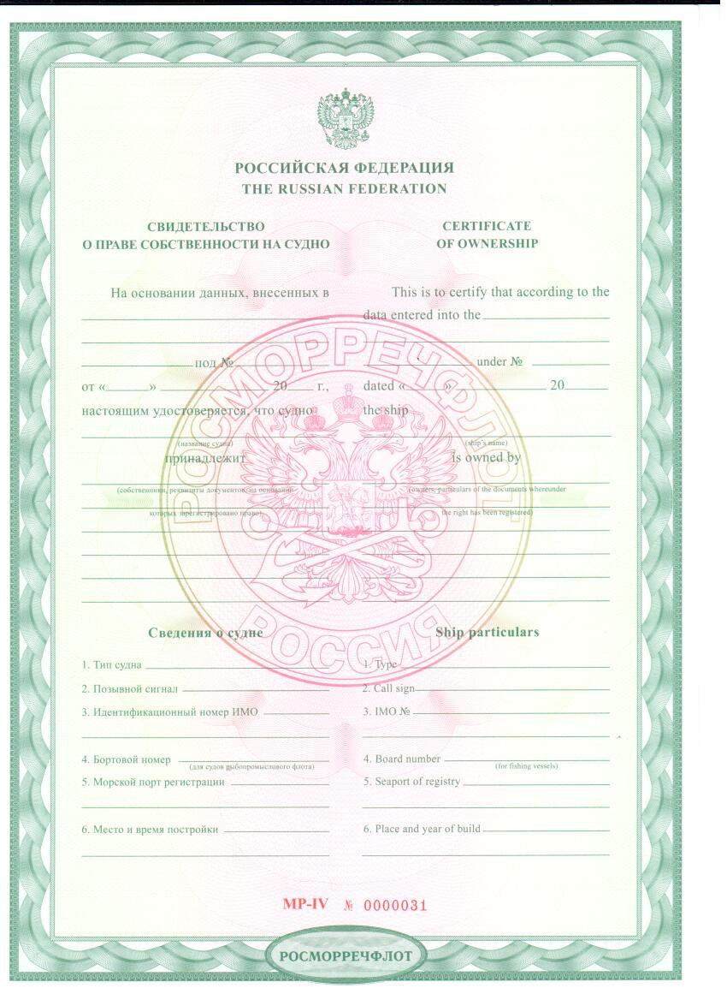 РОССИЙСКАЯ ФЕДЕРАЦИЯ
THE RUSSIAN FEDERATION
СВИДЕТЕЛЬСТВО
О ПРАВЕ СОБСТВЕННОСТИ НА СУДНО
На основании данных, внесенных в
под №
от « » 20 г.,
настоящим удостоверяется, что судно
(название судна)
принадлежит
(собственники, реквизиты документов, на основании
которых зарегистрировано право)
Сведения о судне
1. Тип судна
2. Позывной сигнал
3. Идентификационный номер ИМО
4. Бортовой номер
(для судов рыбопромыслового флота)
5. Морской порт регистрации
6. Место и время постройки
CERTIFICATE
OF OWNERSHIP
This is to certify that according to the
data entered into the
under №
dated « » 20
the ship
(ship's name)
is owned by
(owners, particulars of the documents whereunder
the right has been registered)
Ship particulars
1. Type
2. Call sign
3. IMO №
4. Board number
(for fishing vessels)
5. Seaport of registry
6. Place and year of build
РОСМОРРЕЧФЛОТ
РОССИЯ
МР-IV № 0000031
РОСМОРРЕЧФЛОТ